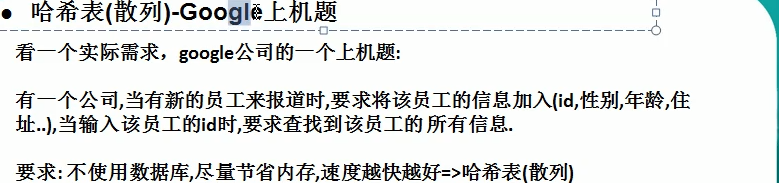 ● 哈希表(散列)-Google上机题
看一个实际需求，google公司的一个上机题:
有一个公司,当有新的员工来报道时,要求将该员工的信息加入(id,性别,年龄,住
址..),当输入该员工的id时,要求查找到该员工的 所有信息.
要求: 不使用数据库,尽量节省内存,速度越快越好=>哈希表(散列)